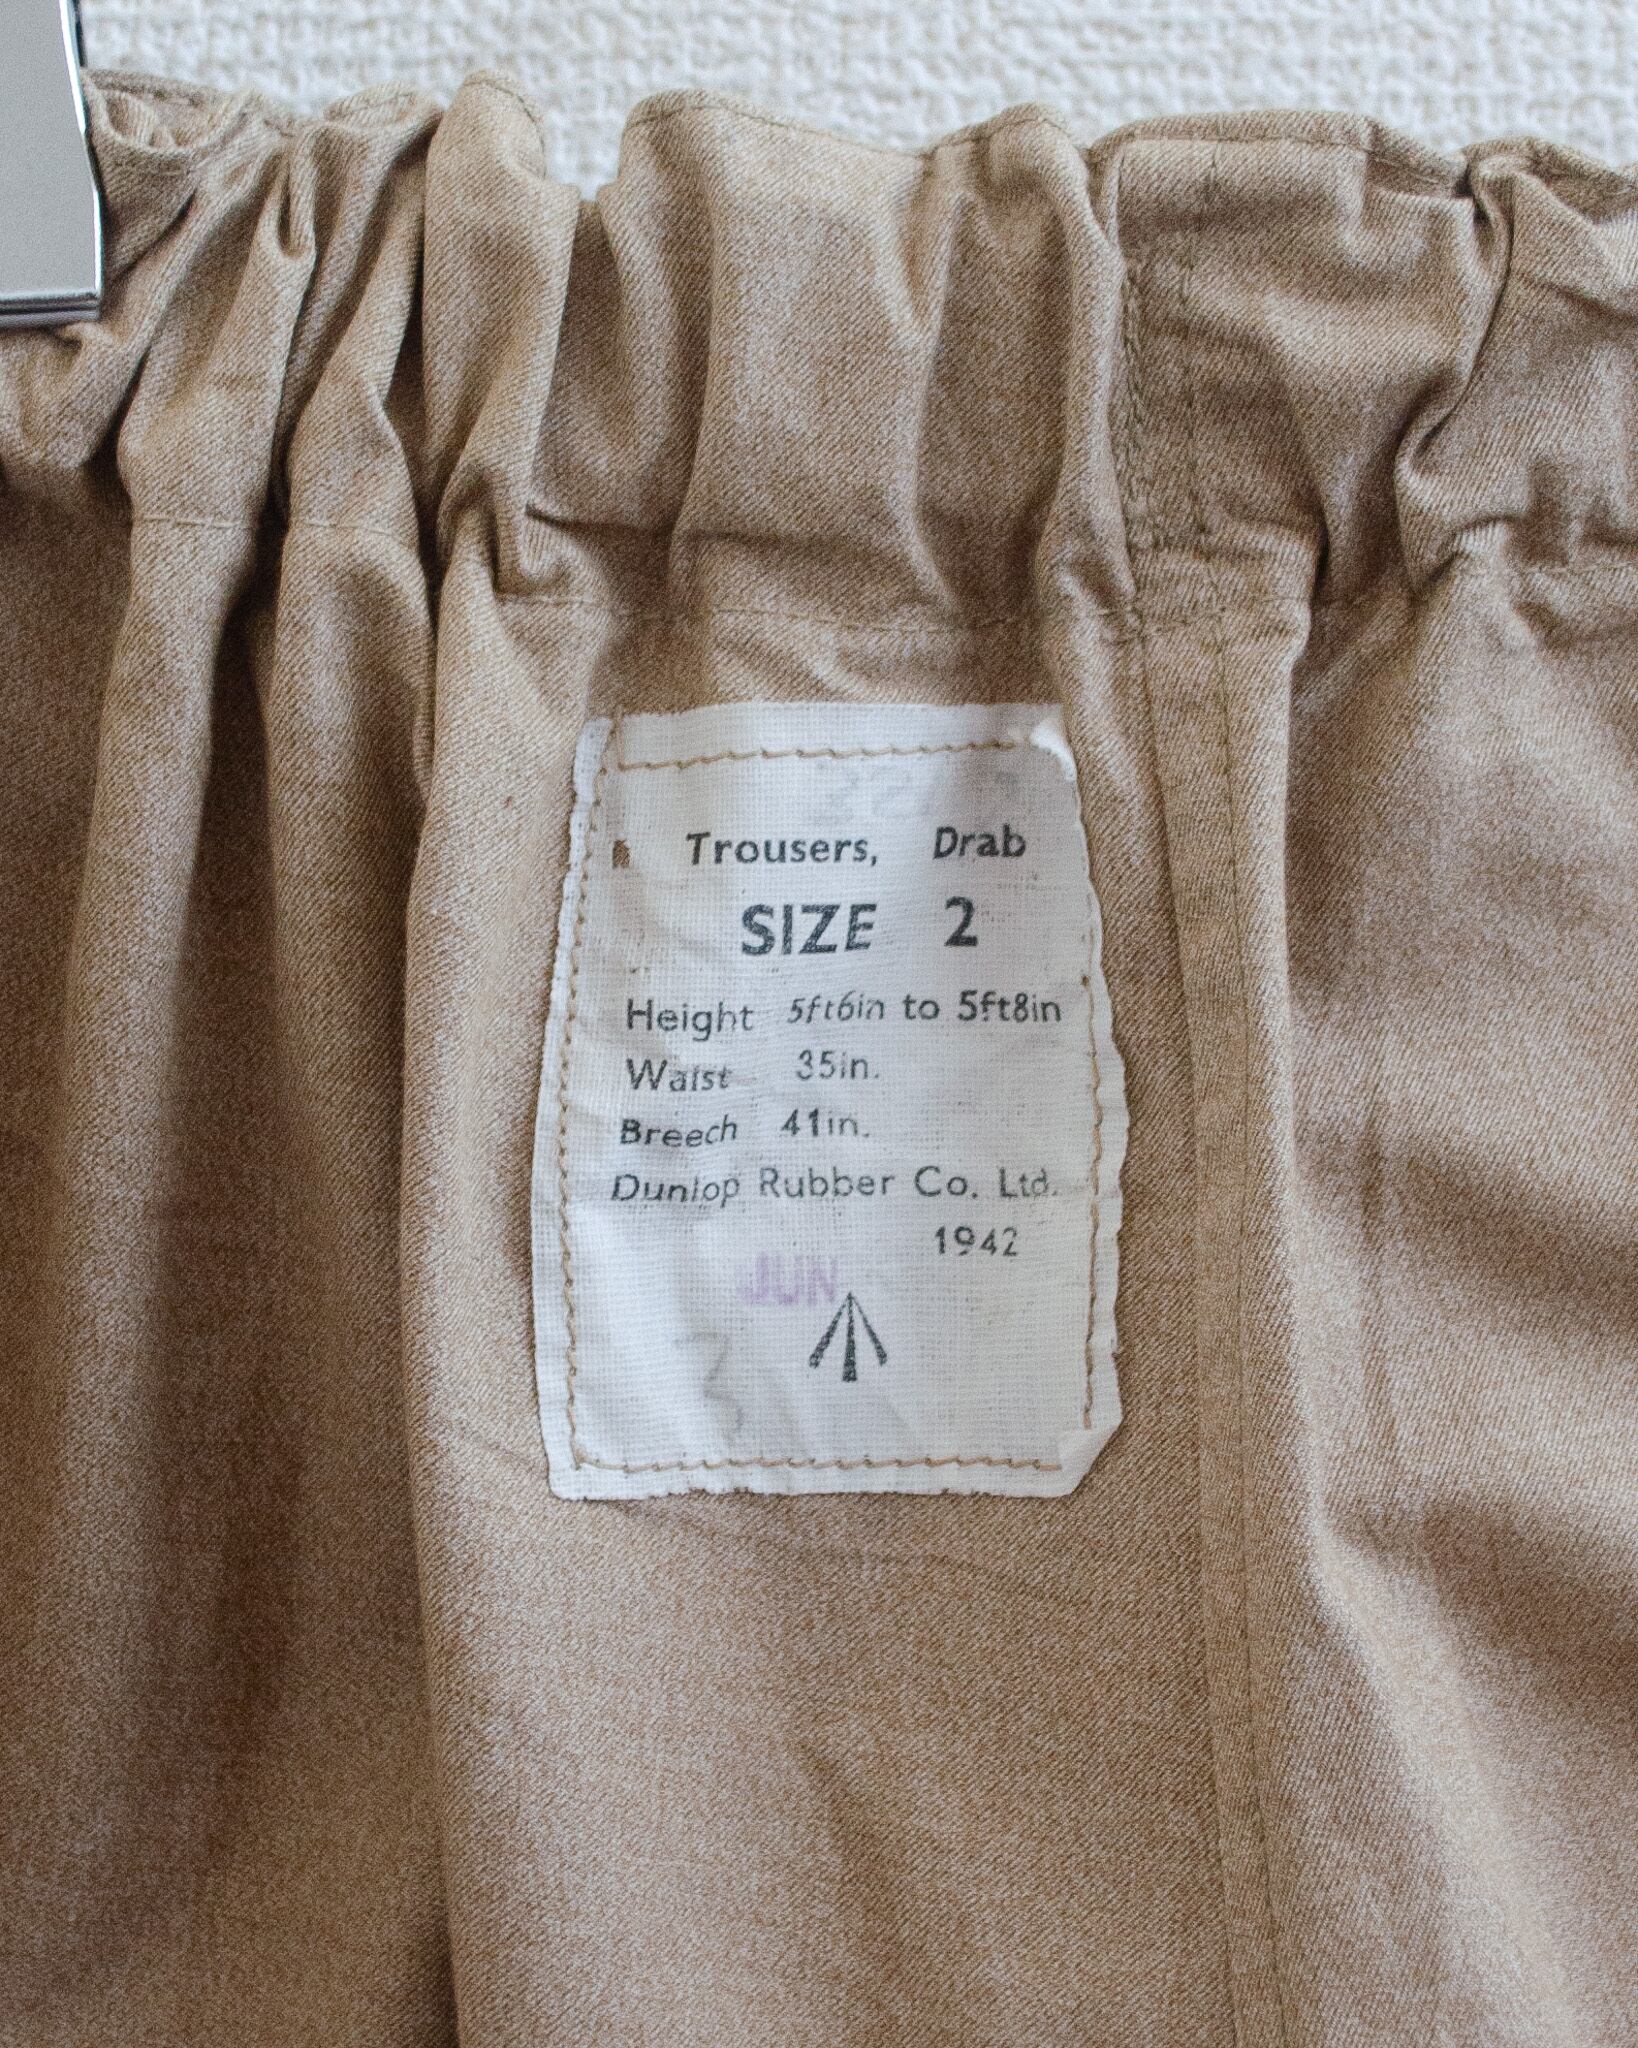 Trousers, Drab
SIZE 2
Height 5ft6in to 5ft8in
Waist 35in.
Breech 41in.
Dunlop Rubber Co. Ltd.
1942
JUN